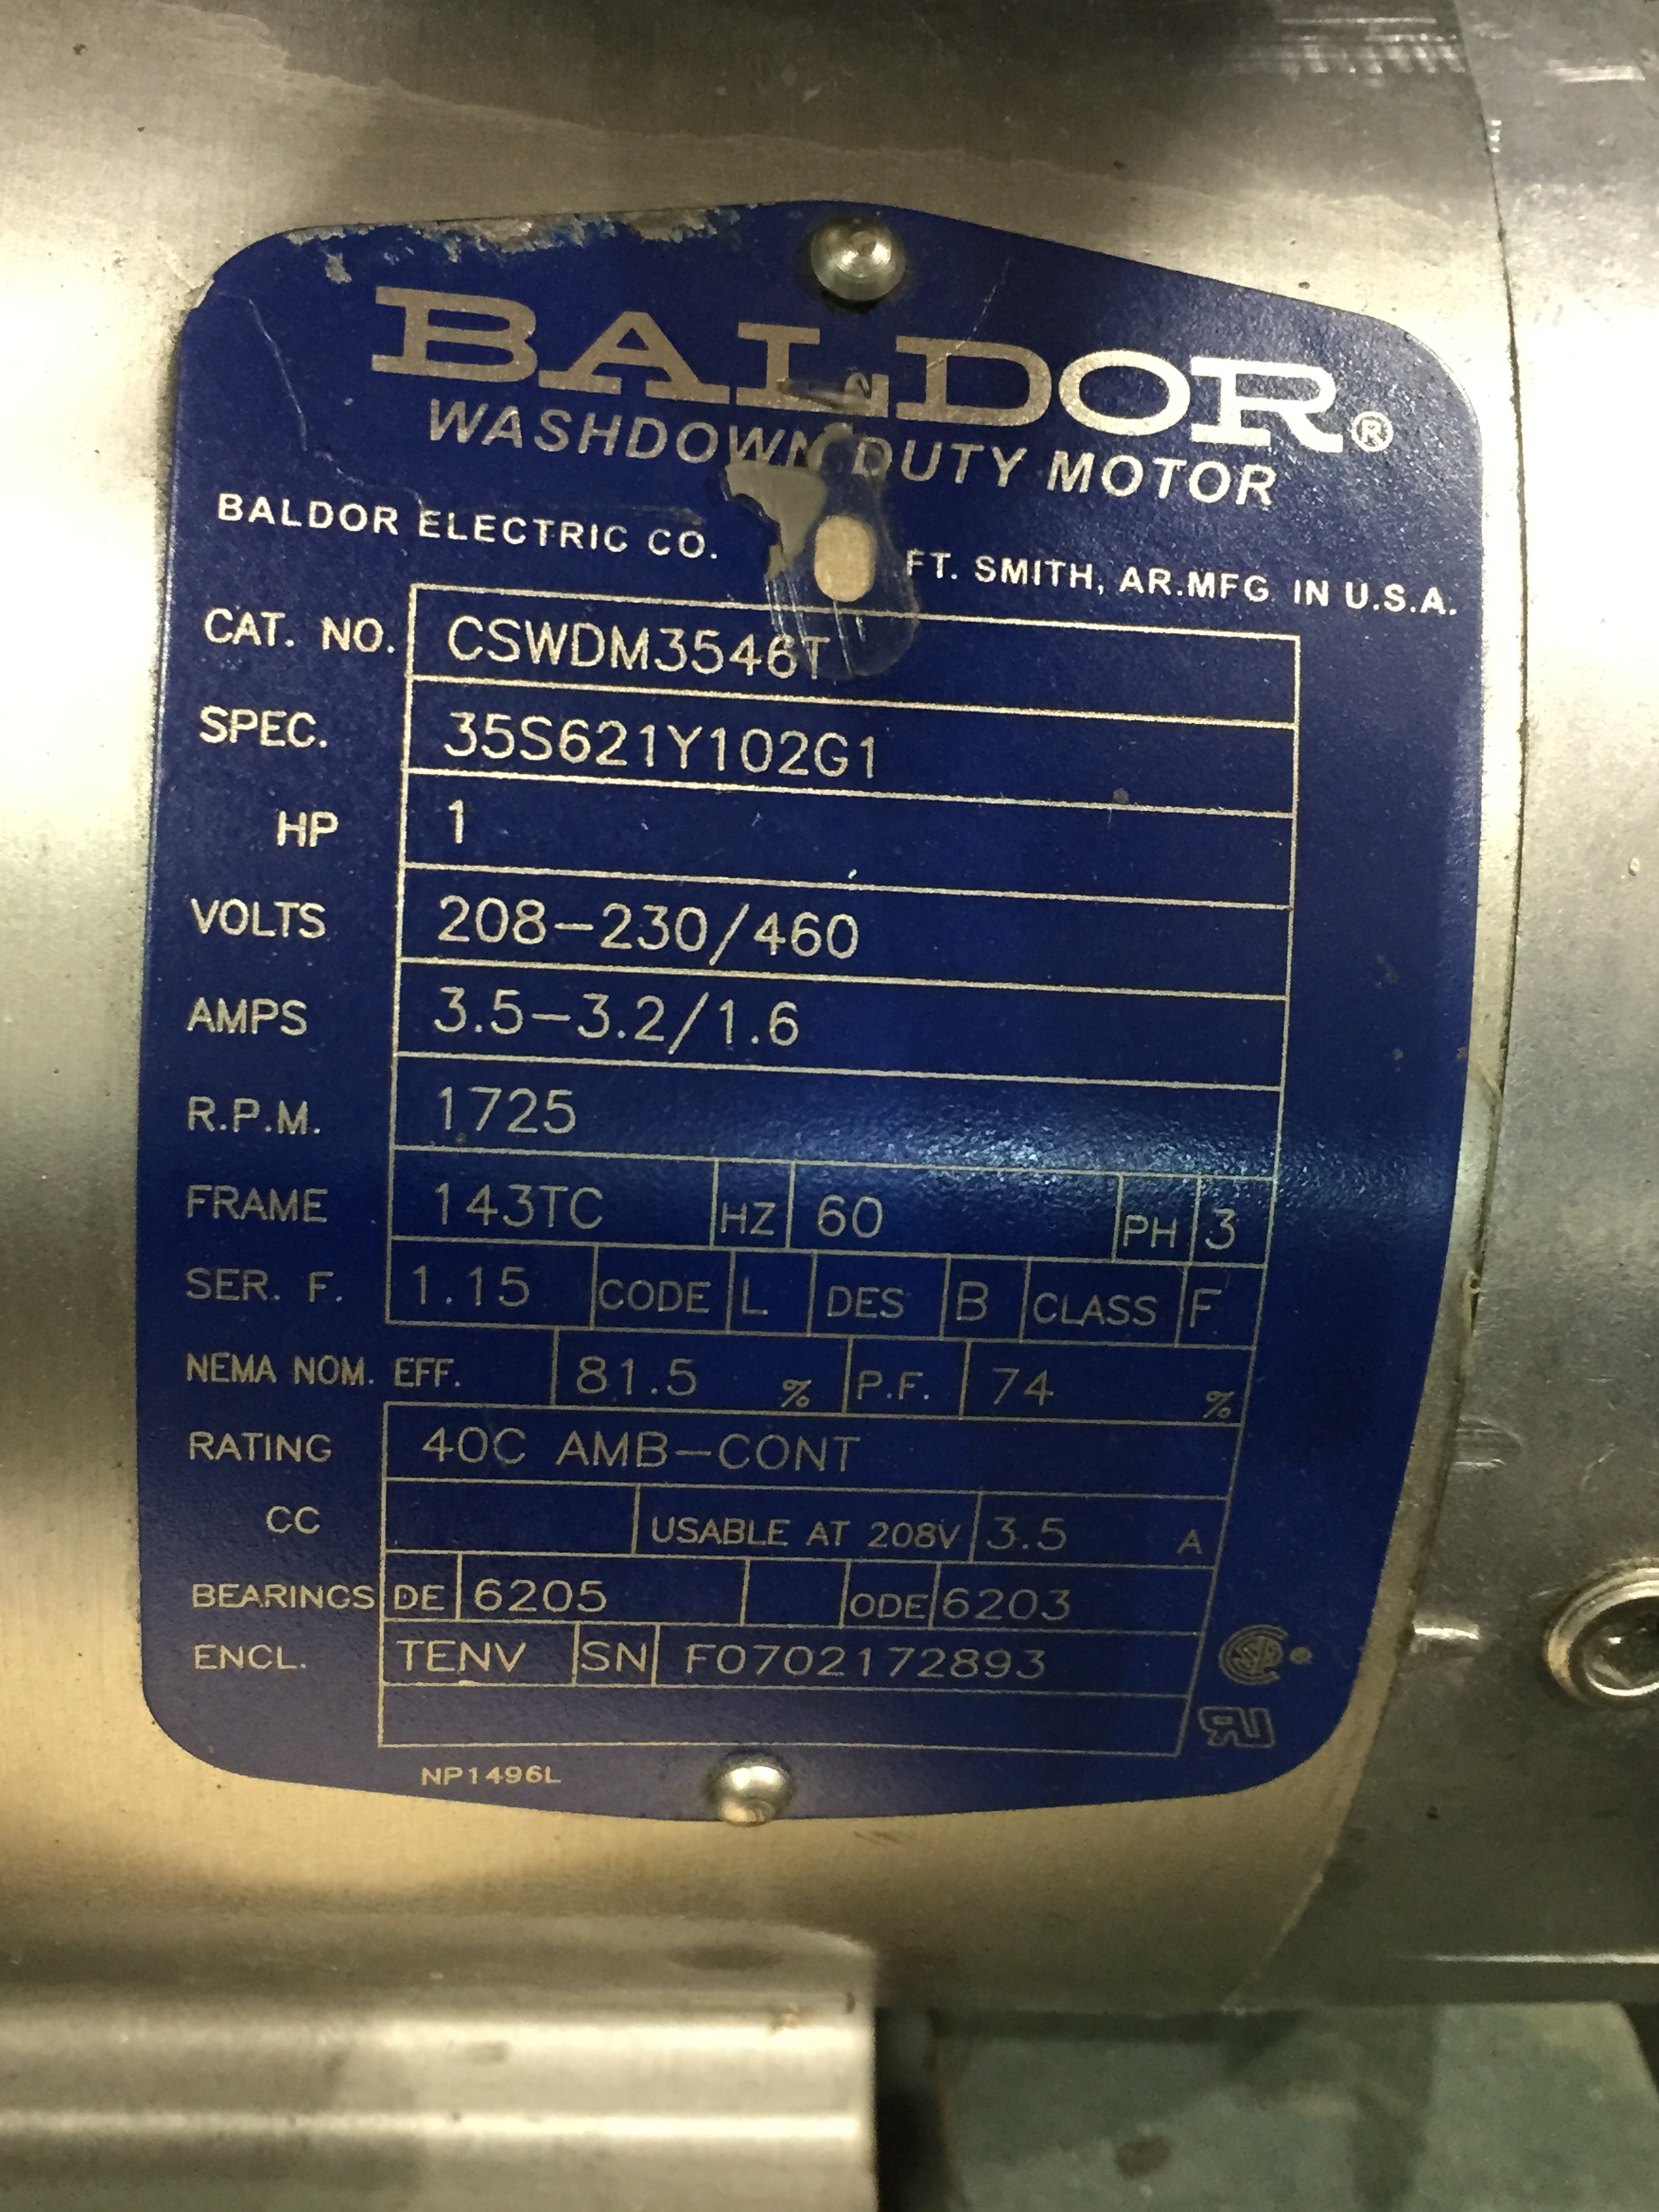 BALDOR®
WASHDOWN DUTY MOTOR
BALDOR ELECTRIC CO. FT. SMITH, AR. MFG. IN U.S.A.
CAT. NO. CSWDM3546T
SPEC. 35S621Y102G1
HP 1
VOLTS 208-230/460
AMPS 3.5-3.2/1.6
R.P.M. 1725
FRAME 143TC HZ 60 PH 3
SER. F. 1.15 CODE L DES B CLASS F
NEMA NOM. EFF. 81.5 % P.F. 74 %
RATING 40C AMB-CONT
CC USABLE AT 208V 3.5 A
BEARINGS DE 6205 ODE 6203
ENCL. TENV SN F0702172893
NP1496L